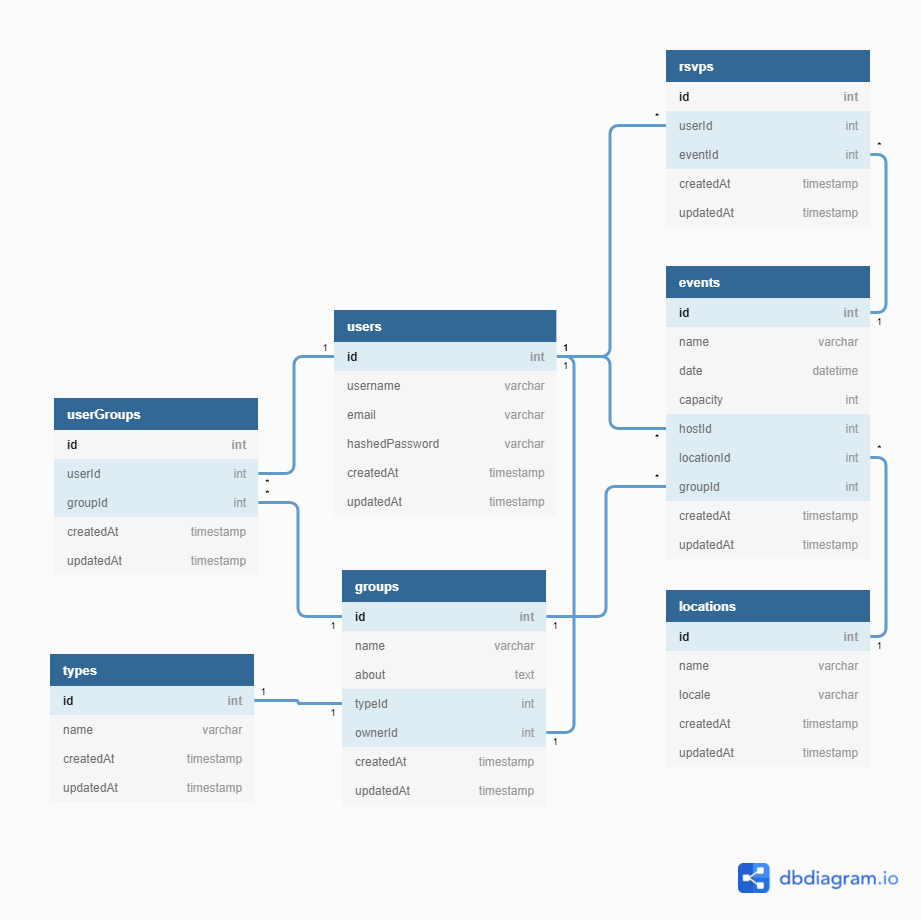 rsvps
id int
* userId int
eventId int *
createdAt timestamp
updatedAt timestamp
events
id int
1
name varchar
date datetime
capacity int
hostId int
*
locationId int *
* groupId int
createdAt timestamp
updatedAt timestamp
users
1 id int 1
1
username varchar
email varchar
hashedPassword varchar
createdAt timestamp
updatedAt timestamp
userGroups
id int
userId int
*
*
groupId int
createdAt timestamp
updatedAt timestamp
groups
id int
1 1
name varchar
about text
typeId int
1
ownerId int
1
createdAt timestamp
updatedAt timestamp
locations
id int
1
name varchar
locale varchar
createdAt timestamp
updatedAt timestamp
types
id int 1
name varchar
createdAt timestamp
updatedAt timestamp
dbdiagram.io